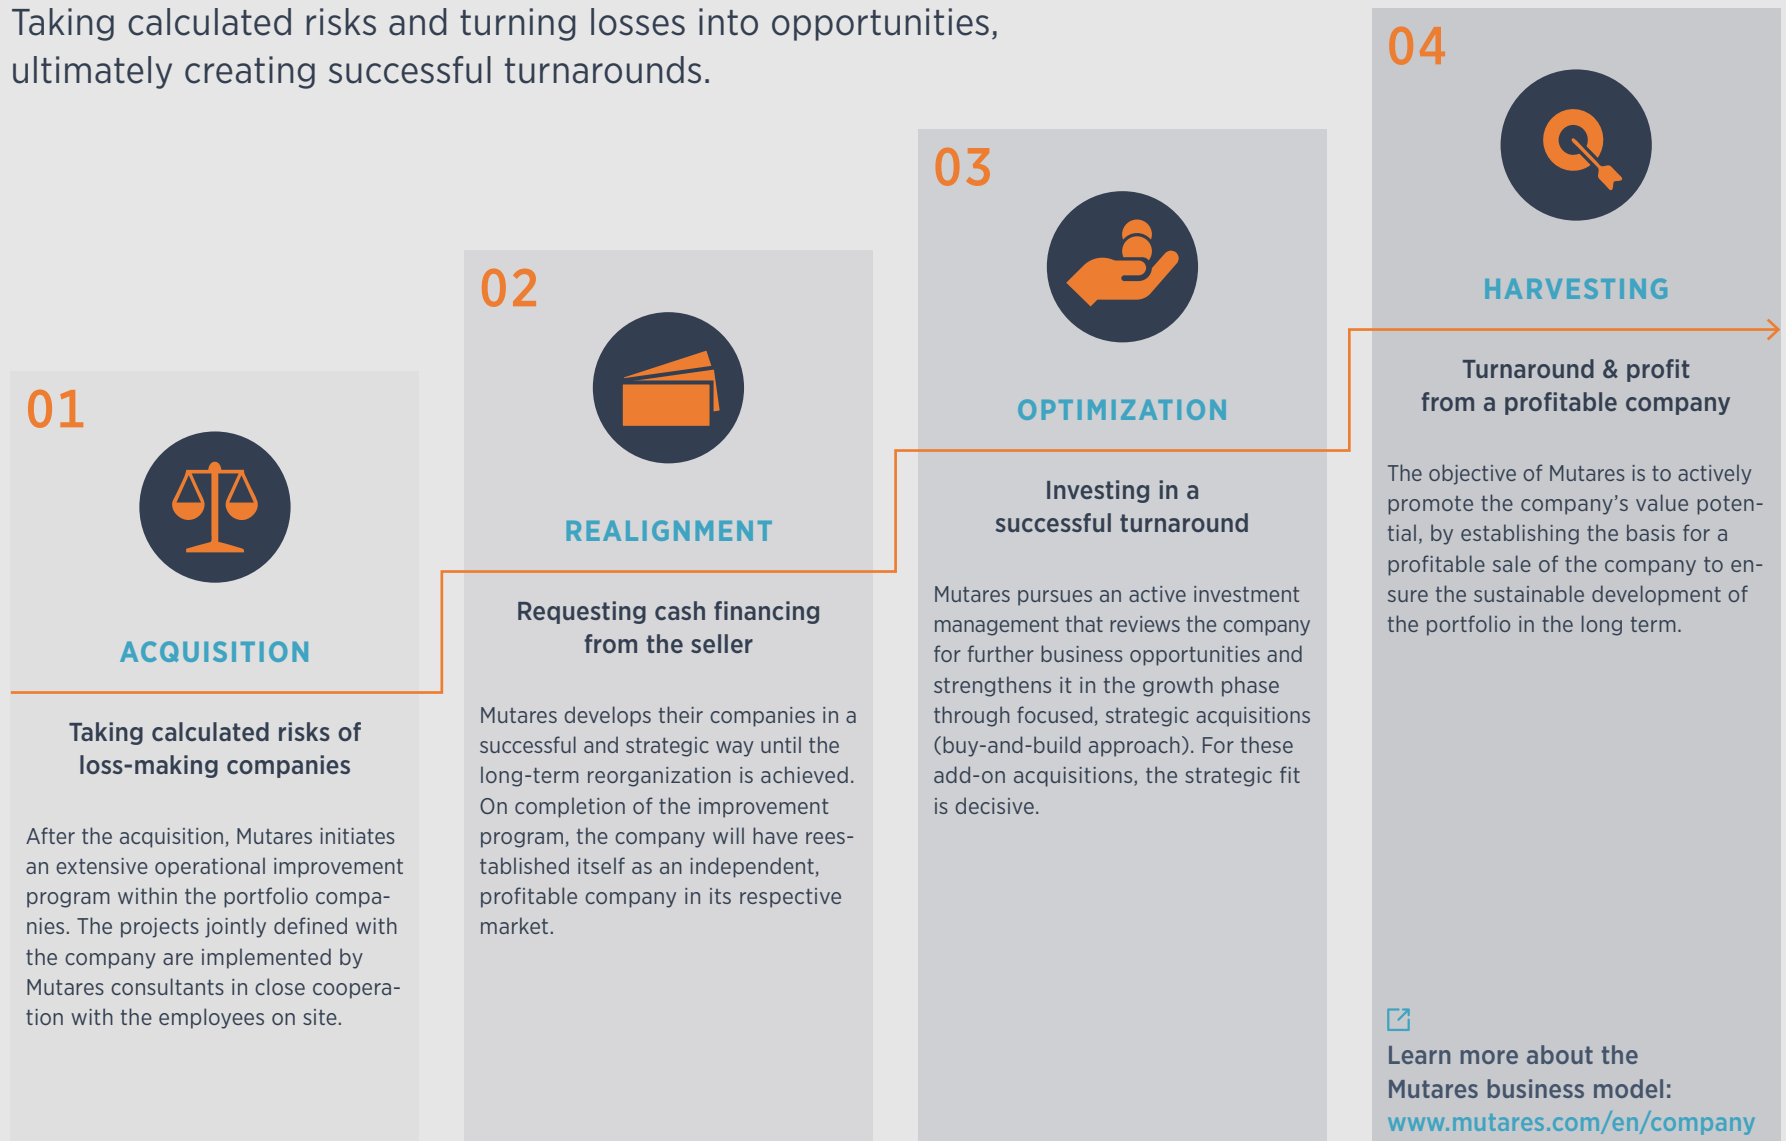 Taking calculated risks and turning losses into opportunities,
ultimately creating successful turnarounds.
01
ACQUISITION
Taking calculated risks of
loss-making companies
After the acquisition, Mutares initiates
an extensive operational improvement
program within the portfolio compa-
nies. The projects jointly defined with
the company are implemented by
Mutares consultants in close coopera-
tion with the employees on site.
02
REALIGNMENT
Requesting cash financing
from the seller
Mutares develops their companies in a
successful and strategic way until the
long-term reorganization is achieved.
On completion of the improvement
program, the company will have rees-
tablished itself as an independent,
profitable company in its respective
market.
03
OPTIMIZATION
Investing in a
successful turnaround
Mutares pursues an active investment
management that reviews the company
for further business opportunities and
strengthens it in the growth phase
through focused, strategic acquisitions
(buy-and-build approach). For these
add-on acquisitions, the strategic fit
is decisive.
04
HARVESTING
Turnaround & profit
from a profitable company
The objective of Mutares is to actively
promote the company’s value poten-
tial, by establishing the basis for a
profitable sale of the company to en-
sure the sustainable development of
the portfolio in the long term.
Learn more about the
Mutares business model:
www.mutares.com/en/company